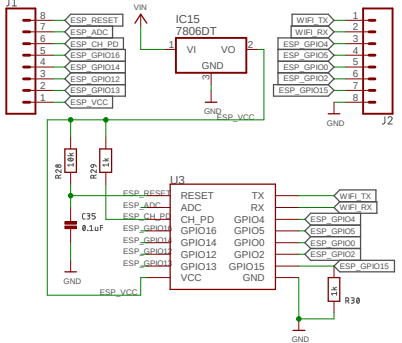 J1
8 ESP_RESET
7 ESP_ADC
6 ESP_CH_PD
5 ESP_GPIO16
4 ESP_GPIO14
3 ESP_GPIO12
2 ESP_GPIO13
1 ESP_VCC
VIN
IC15
7806DT
1 VI VO 2
GND
3
GND
ESP_VCC
WIFI_TX 1
WIFI_RX 2
ESP_GPIO4 3
ESP_GPIO5 4
ESP_GPIO0 5
ESP_GPIO2 6
ESP_GPIO15 7
8
GND
J2
R28
10k
R29
1k
C35
0.1uF
GND
U3
ESP_RESET RESET TX WIFI_TX
ESP_ADC ADC RX WIFI_RX
ESP_CH_PD CH_PD GPIO4 ESP_GPIO4
ESP_GPIO16 GPIO16 GPIO5 ESP_GPIO5
ESP_GPIO14 GPIO14 GPIO0 ESP_GPIO0
ESP_GPIO12 GPIO12 GPIO2 ESP_GPIO2
ESP_GPIO13 GPIO13 GPIO15 ESP_GPIO15
ESP_VCC VCC GND
1k
R30
GND